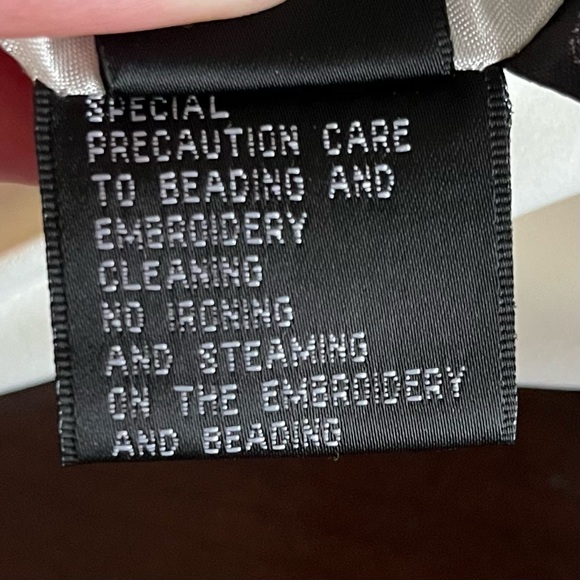 SPECIAL
PRECAUTION CARE
TO BEADING AND
EMBROIDERY
CLEANING
NO IRONING
AND STEAMING
ON THE EMBROIDERY
AND BEADING